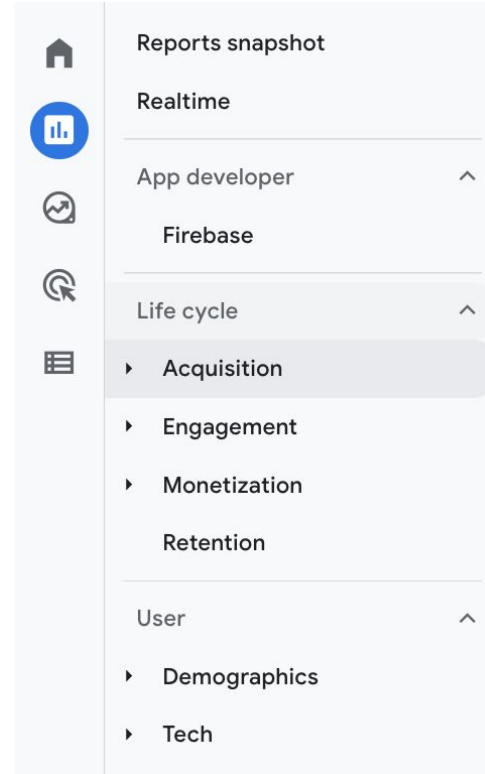 Reports snapshot
Realtime
App developer
Firebase
Life cycle
Acquisition
Engagement
Monetization
Retention
User
Demographics
Tech